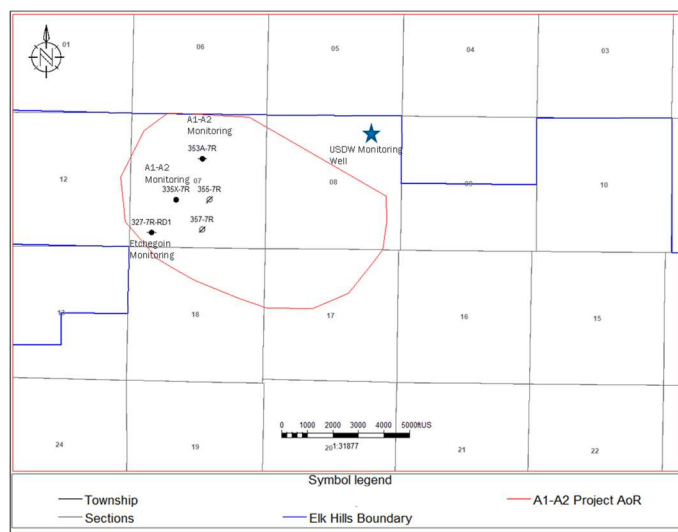 01
06
05
04
03
N
A1-A2
Monitoring
353A-7R
USDW Monitoring
Well
A1-A2
Monitoring
07
12
08
09
10
335X-7R
355-7R
327-7R-RD1
357-7R
Etchegoin
Monitoring
13
18
17
16
15
0 1000 2000 3000 4000 5000ftUS
1:31877
24
19
20
21
22
Symbol legend
Township
A1-A2 Project AoR
Sections
Elk Hills Boundary